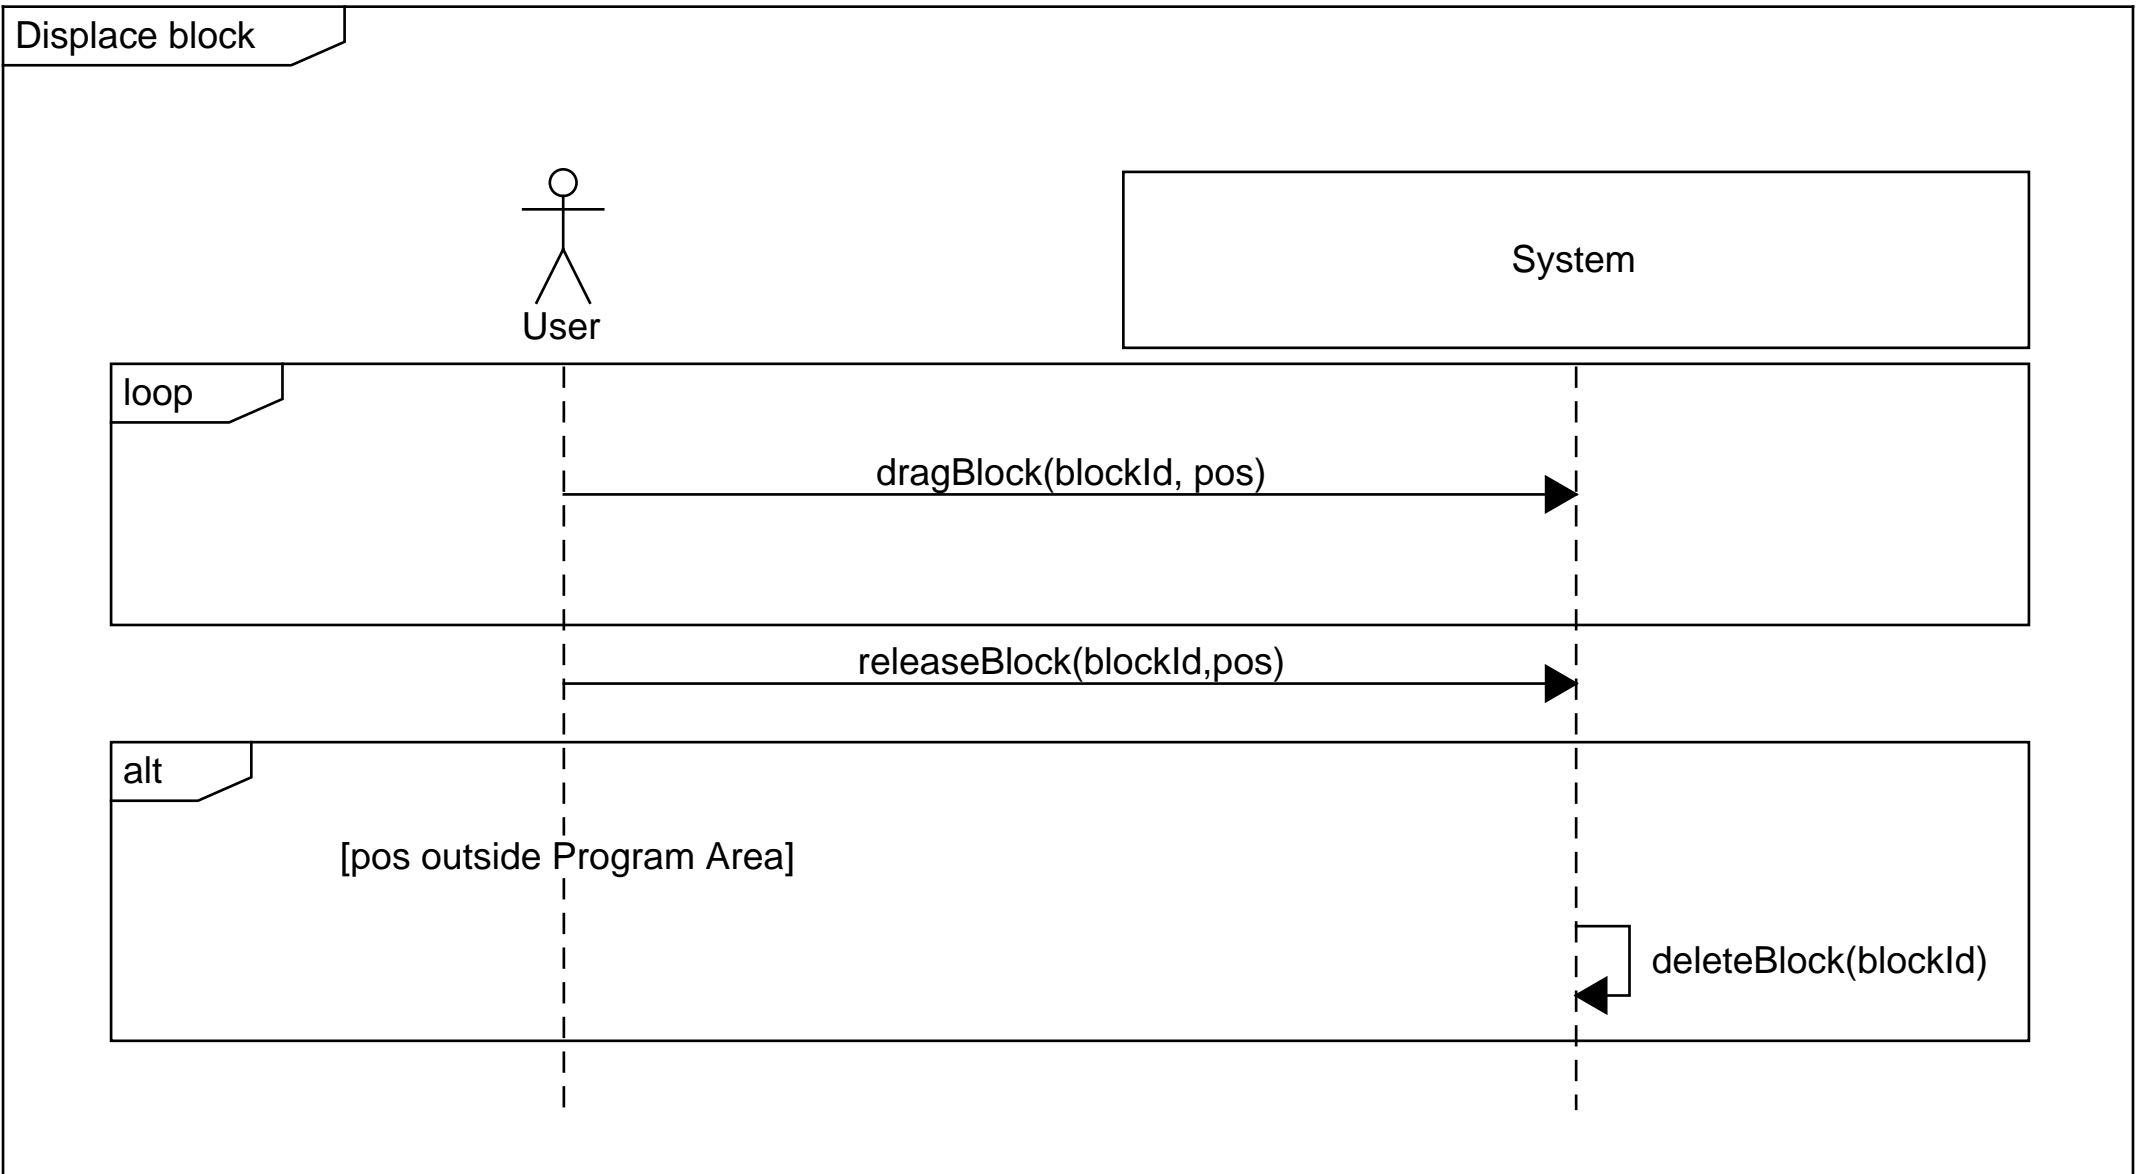 Displace block
System
User
loop
dragBlock(blockId, pos)
releaseBlock(blockId,pos)
alt
[pos outside Program Area]
deleteBlock(blockId)